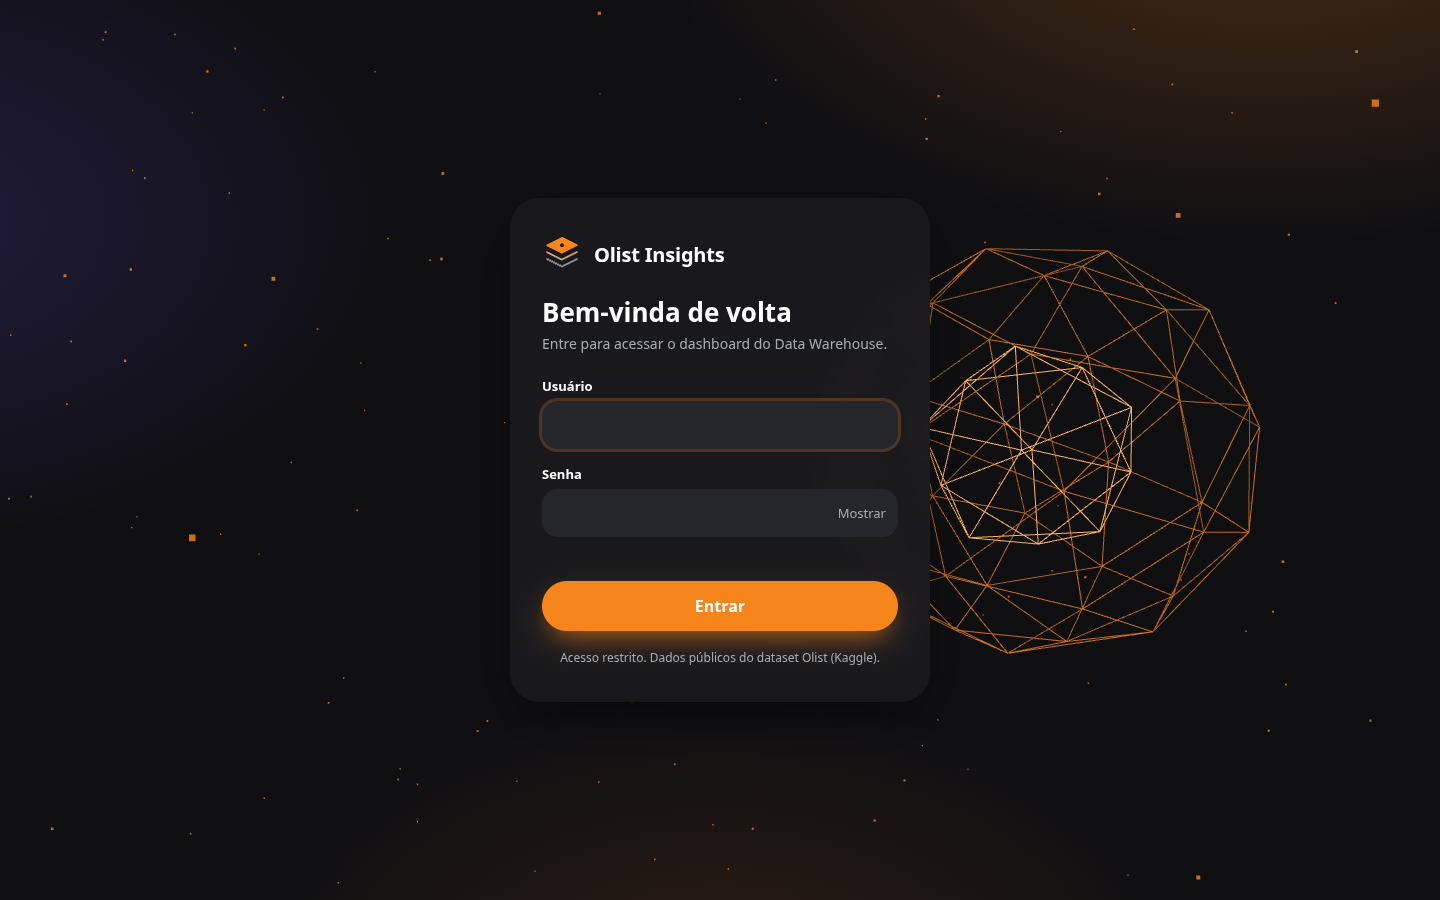 Olist Insights
Bem-vinda de volta
Entre para acessar o dashboard do Data Warehouse.
Usuário
Senha
Mostrar
Entrar
Acesso restrito. Dados públicos do dataset Olist (Kaggle).